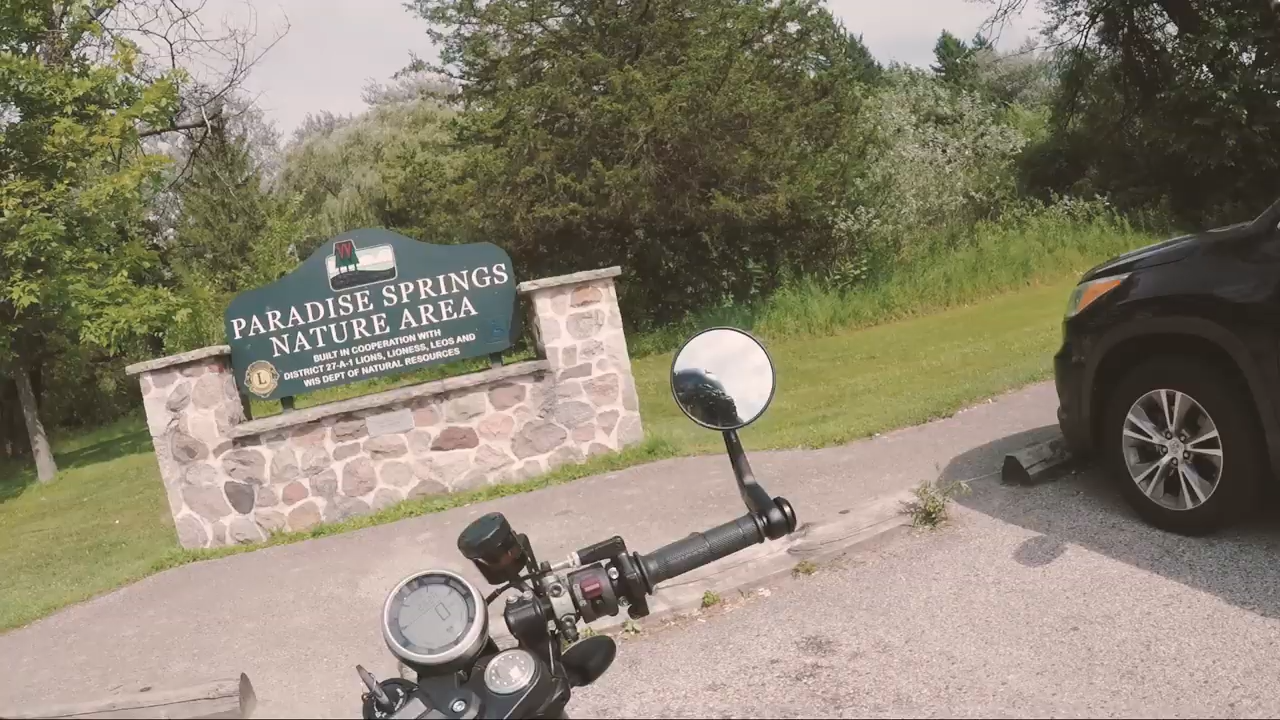 W
PARADISE SPRINGS
NATURE AREA
BUILT IN COOPERATION WITH
DISTRICT 27-A-1 LIONS, LIONESS, LEOS AND
WIS DEPT OF NATURAL RESOURCES
L